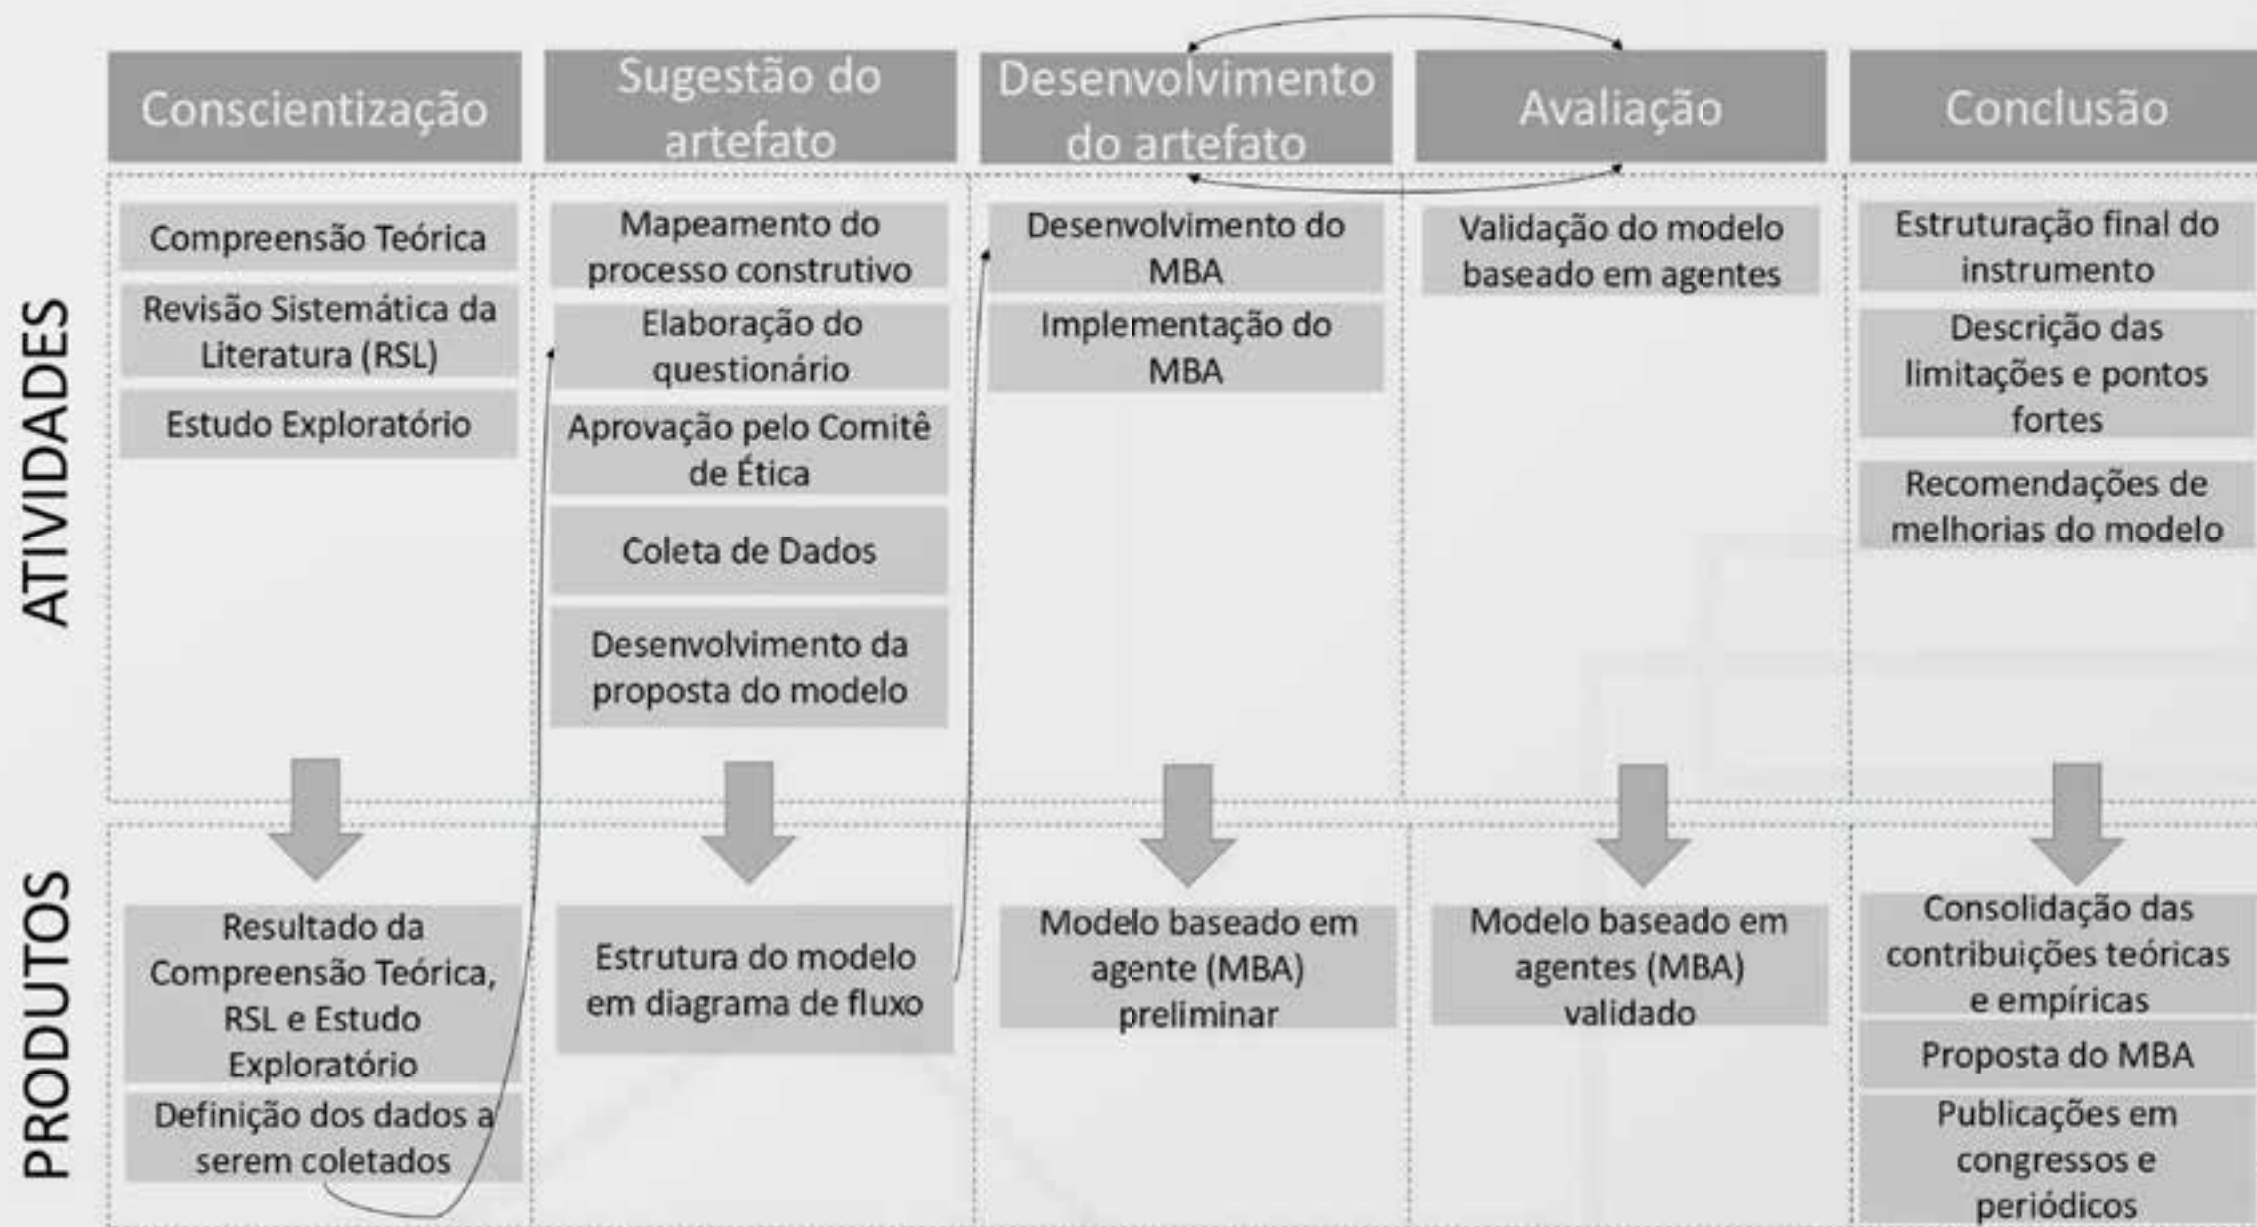 Conscientização
Sugestão do
artefato
Desenvolvimento
do artefato
Avaliação
Conclusão
ATIVIDADES
Compreensão Teórica
Revisão Sistemática da
Literatura (RSL)
Estudo Exploratório
Mapeamento do
processo construtivo
Elaboração do
questionário
Aprovação pelo Comitê
de Ética
Coleta de Dados
Desenvolvimento da
proposta do modelo
Desenvolvimento do
MBA
Implementação do
MBA
Validação do modelo
baseado em agentes
Estruturação final do
instrumento
Descrição das
limitações e pontos
fortes
Recomendações de
melhorias do modelo
PRODUTOS
Resultado da
Compreensão Teórica,
RSL e Estudo
Exploratório
Definição dos dados a
serem coletados
Estrutura do modelo
em diagrama de fluxo
Modelo baseado em
agente (MBA)
preliminar
Modelo baseado em
agentes (MBA)
validado
Consolidação das
contribuições teóricas
e empíricas
Proposta do MBA
Publicações em
congressos e
periódicos